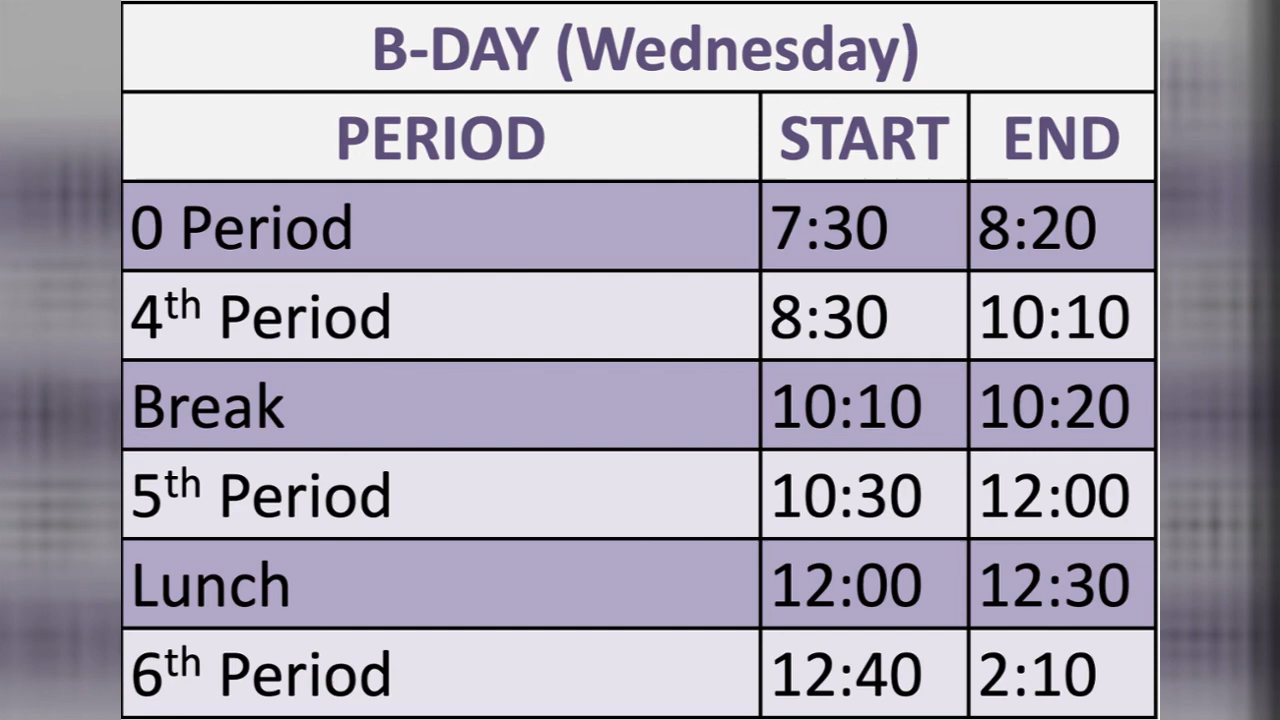 B-DAY (Wednesday)
PERIOD START END
0 Period 7:30 8:20
4th Period 8:30 10:10
Break 10:10 10:20
5th Period 10:30 12:00
Lunch 12:00 12:30
6th Period 12:40 2:10